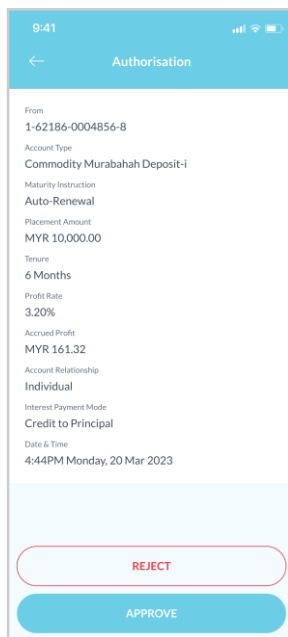 9:41
Authorisation
From
1-62186-0004856-8
Account Type
Commodity Murabahah Deposit-i
Maturity Instruction
Auto-Renewal
Placement Amount
MYR 10,000.00
Tenure
6 Months
Profit Rate
3.20%
Accrued Profit
MYR 161.32
Account Relationship
Individual
Interest Payment Mode
Credit to Principal
Date & Time
4:44PM Monday, 20 Mar 2023
REJECT
APPROVE